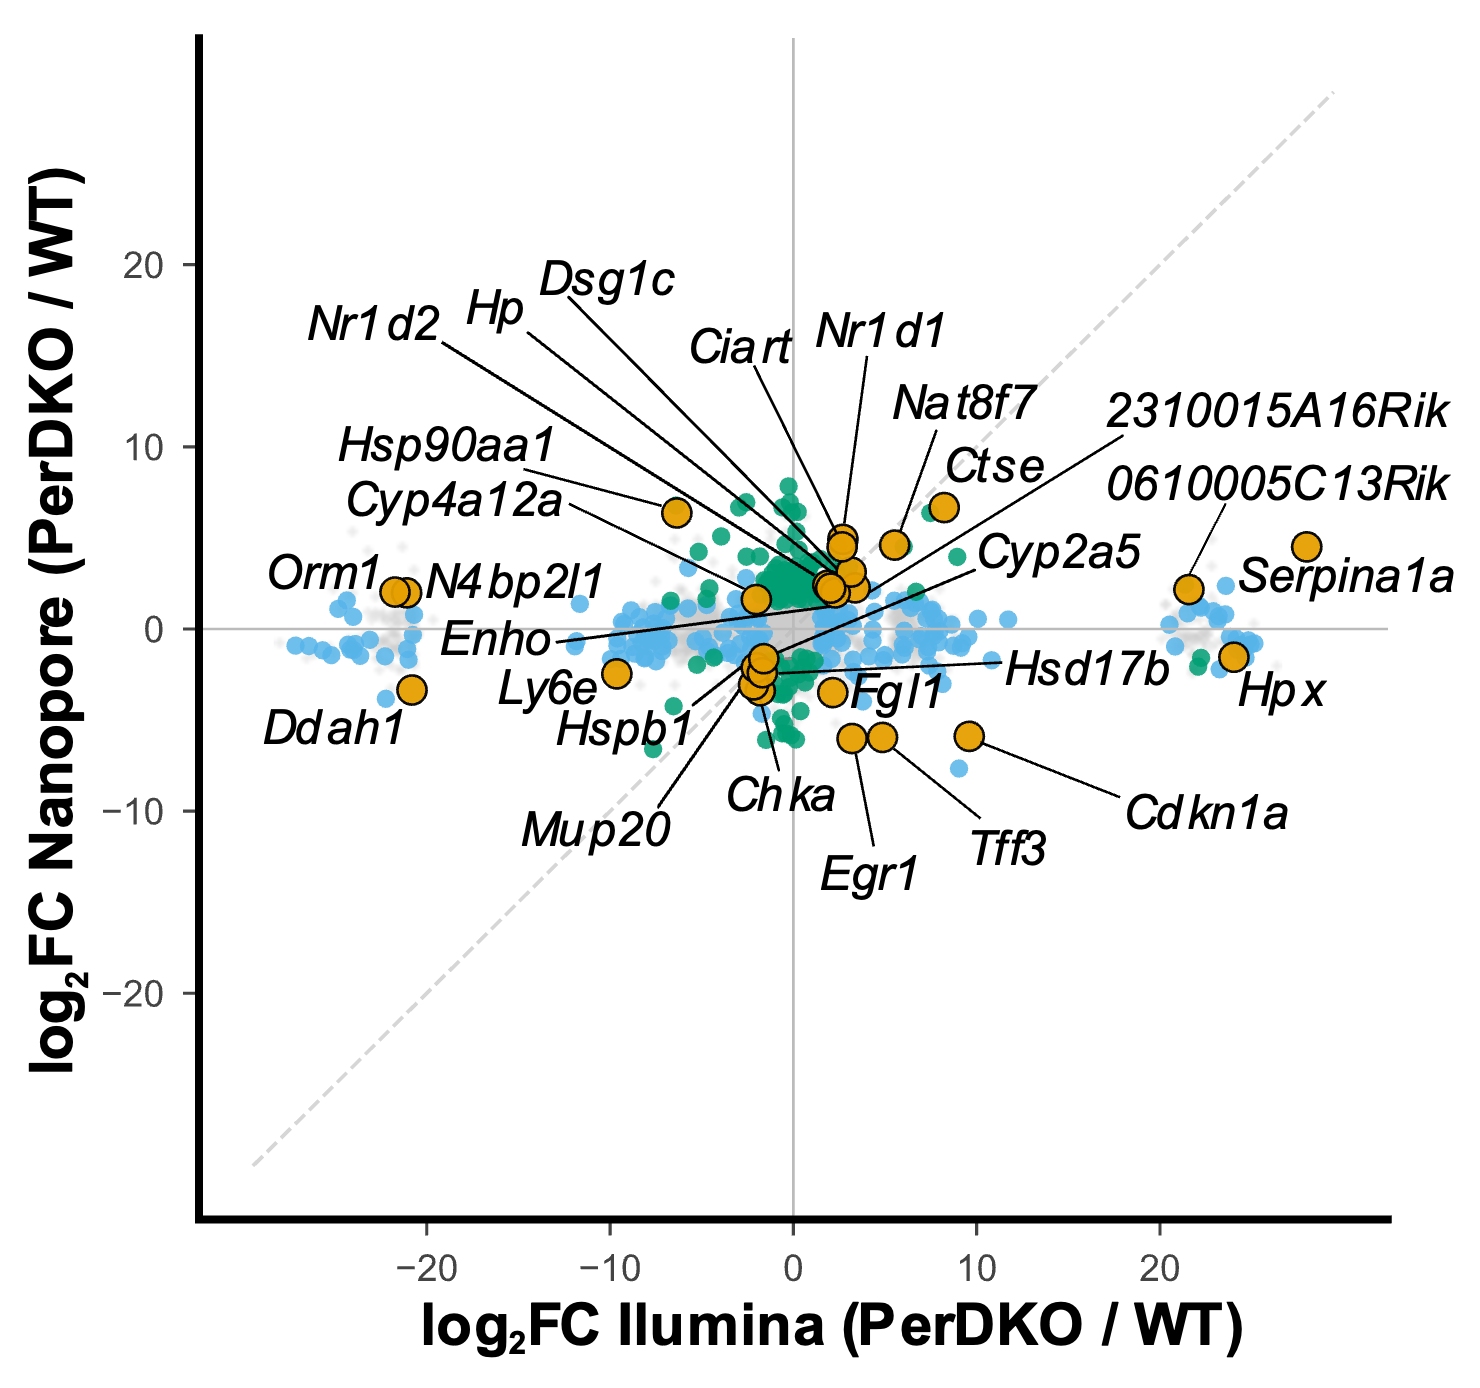 Dsg1c
Hp
Nr1d2
Ciart
Nr1d1
Nat8f7
2310015A16Rik
Hsp90aa1
Ctse
0610005C13Rik
Cyp4a12a
Cyp2a5
Orm1
N4bp2l1
Serpina1a
Enho
Hsd17b
Ly6e
Fgl1
Hpx
Ddah1
Hspb1
Chka
Cdkn1a
Mup20
Tff3
Egr1
20
10
0
−10
−20
−20
−10
0
10
20
log₂FC Nanopore (PerDKO / WT)
log₂FC Ilumina (PerDKO / WT)